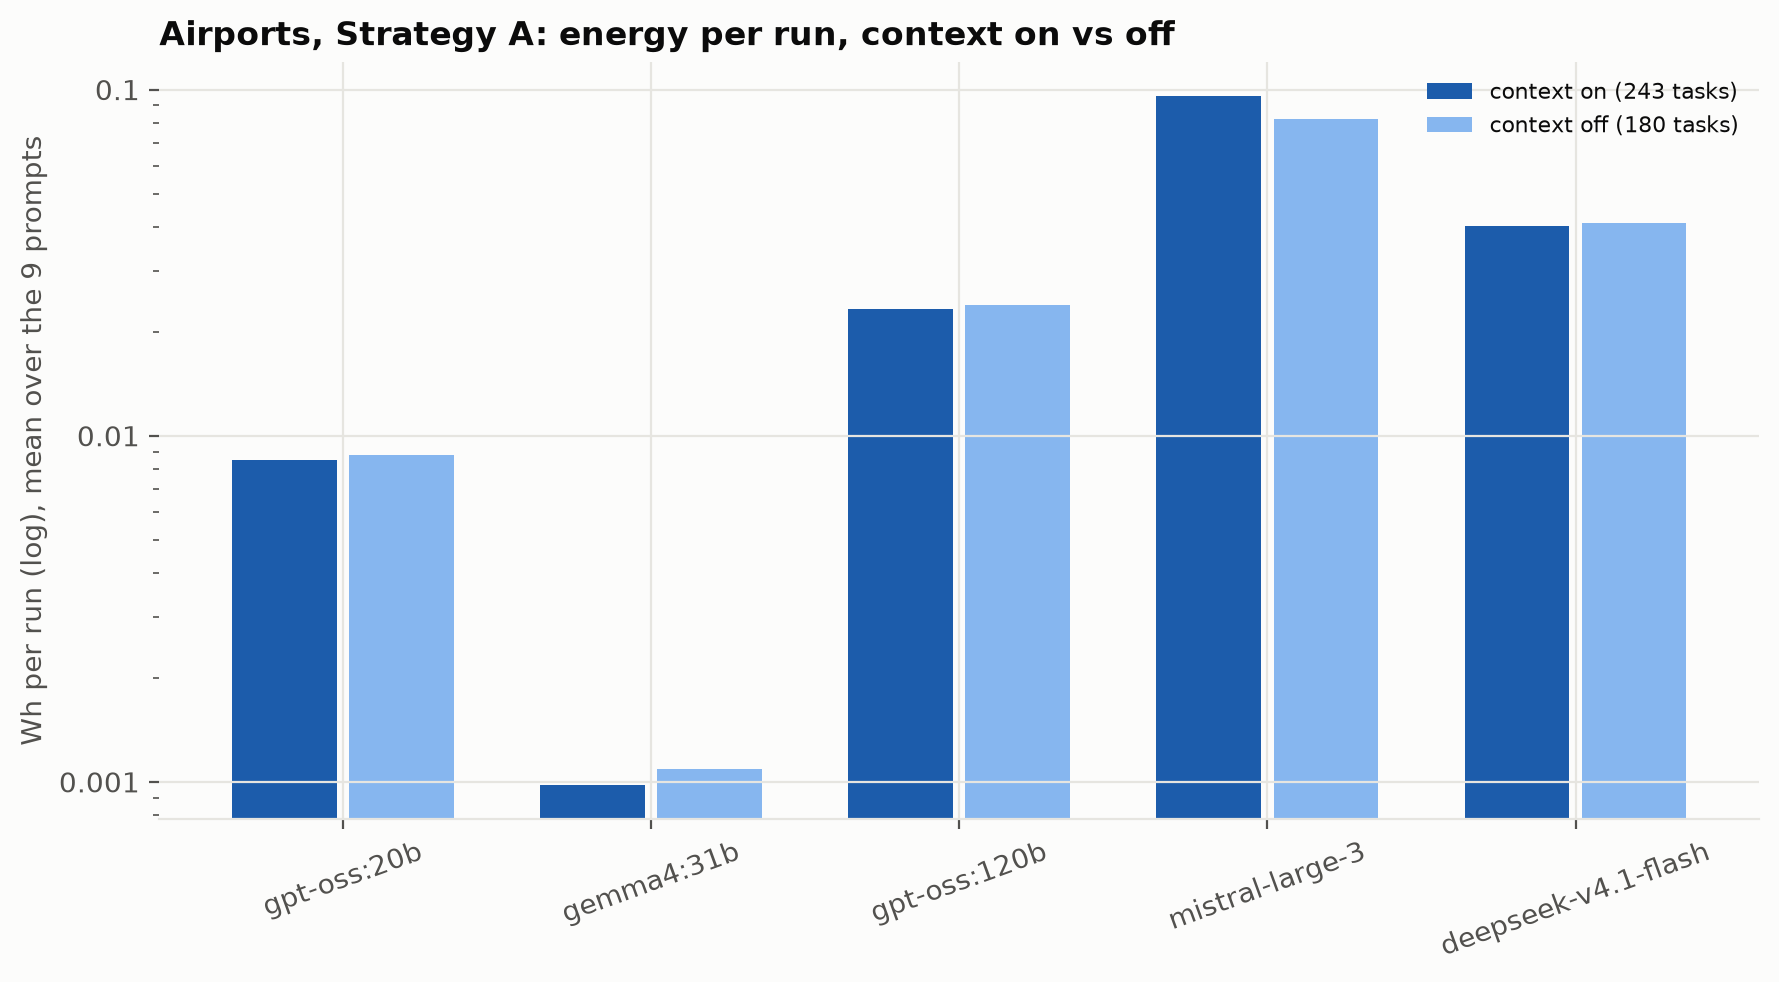 Airports, Strategy A: energy per run, context on vs off
Wh per run (log), mean over the 9 prompts
0.1
0.01
0.001
context on (243 tasks)
context off (180 tasks)
gpt-oss:20b
gemma4:31b
gpt-oss:120b
mistral-large-3
deepseek-v4.1-flash